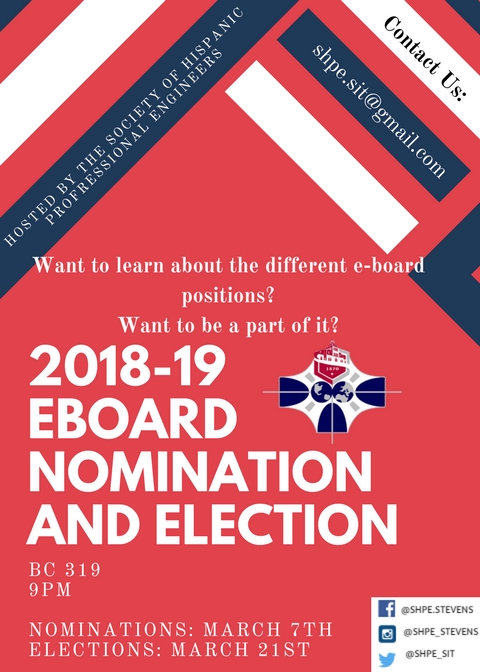 HOSTED BY THE SOCIETY OF HISPANIC
PROFRESSIONAL ENGINEERS
Contact Us:
shpe.sit@gmail.com
Want to learn about the different e-board
positions?
Want to be a part of it?
2018-19
EBOARD
NOMINATION
AND ELECTION
1870
BC 319
9PM
NOMINATIONS: MARCH 7TH
ELECTIONS: MARCH 21ST
@SHPE.STEVENS
@SHPE_STEVENS
@SHPE_SIT